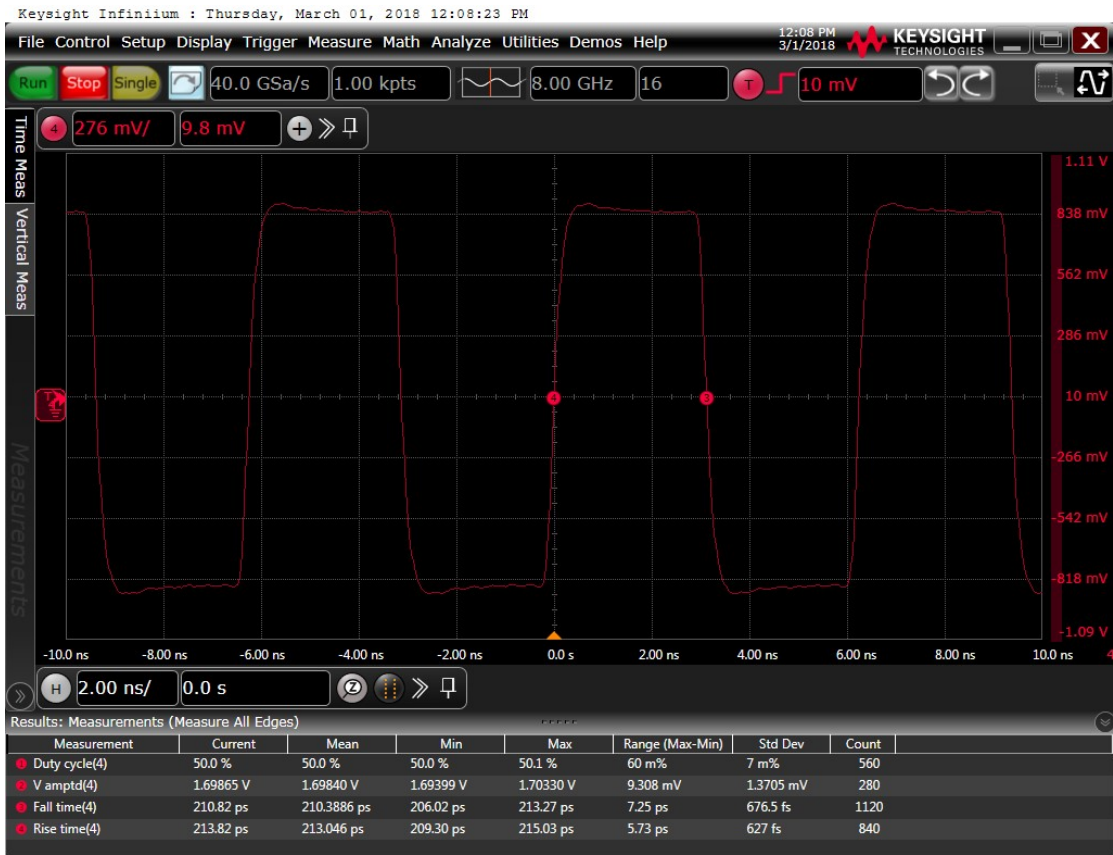 Keysight Infiniium : Thursday, March 01, 2018 12:08:23 PM
File Control Setup Display Trigger Measure Math Analyze Utilities Demos Help
12:08 PM
3/1/2018
KEYSIGHT
TECHNOLOGIES
X
Run Stop Single 40.0 GSa/s 1.00 kpts 8.00 GHz 16 T 10 mV
Time Meas
Vertical Meas
Measurements
4 276 mV/ 9.8 mV +
1.11 V
838 mV
562 mV
286 mV
T 4 3 10 mV
-266 mV
-542 mV
-818 mV
-1.09 V
-10.0 ns -8.00 ns -6.00 ns -4.00 ns -2.00 ns 0.0 s 2.00 ns 4.00 ns 6.00 ns 8.00 ns 10.0 ns 4
H 2.00 ns/ 0.0 s Z
Results: Measurements (Measure All Edges)
Measurement Current Mean Min Max Range (Max-Min) Std Dev Count
1 Duty cycle(4) 50.0 % 50.0 % 50.0 % 50.1 % 60 m% 7 m% 560
2 V amptd(4) 1.69865 V 1.69840 V 1.69399 V 1.70330 V 9.308 mV 1.3705 mV 280
3 Fall time(4) 210.82 ps 210.3886 ps 206.02 ps 213.27 ps 7.25 ps 676.5 fs 1120
4 Rise time(4) 213.82 ps 213.046 ps 209.30 ps 215.03 ps 5.73 ps 627 fs 840